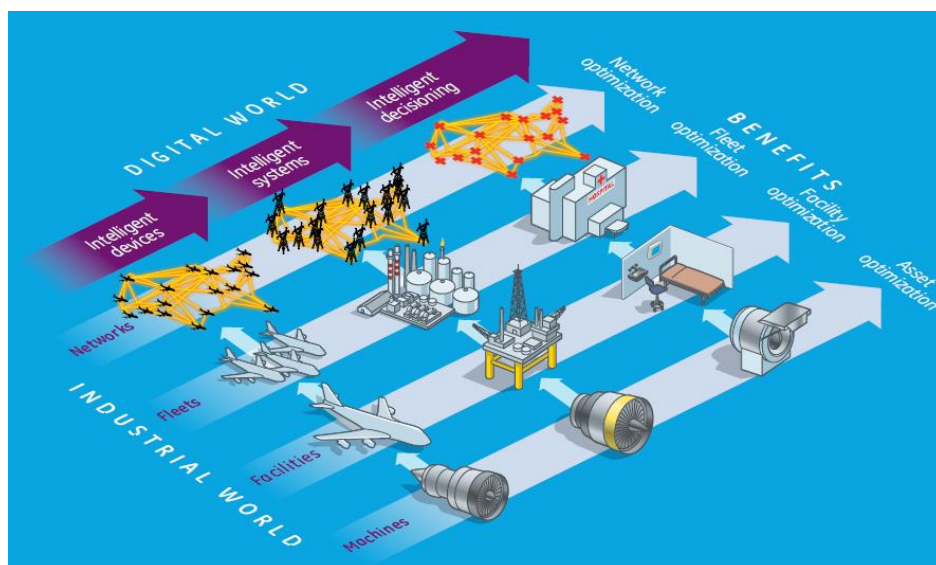 DIGITAL WORLD
Intelligent
devices
Intelligent
systems
Intelligent
decisioning
BENEFITS
Network
optimization
Fleet
optimization
Facility
optimization
Asset
optimization
INDUSTRIAL WORLD
Networks
Fleets
Facilities
Machines
HOSPITAL